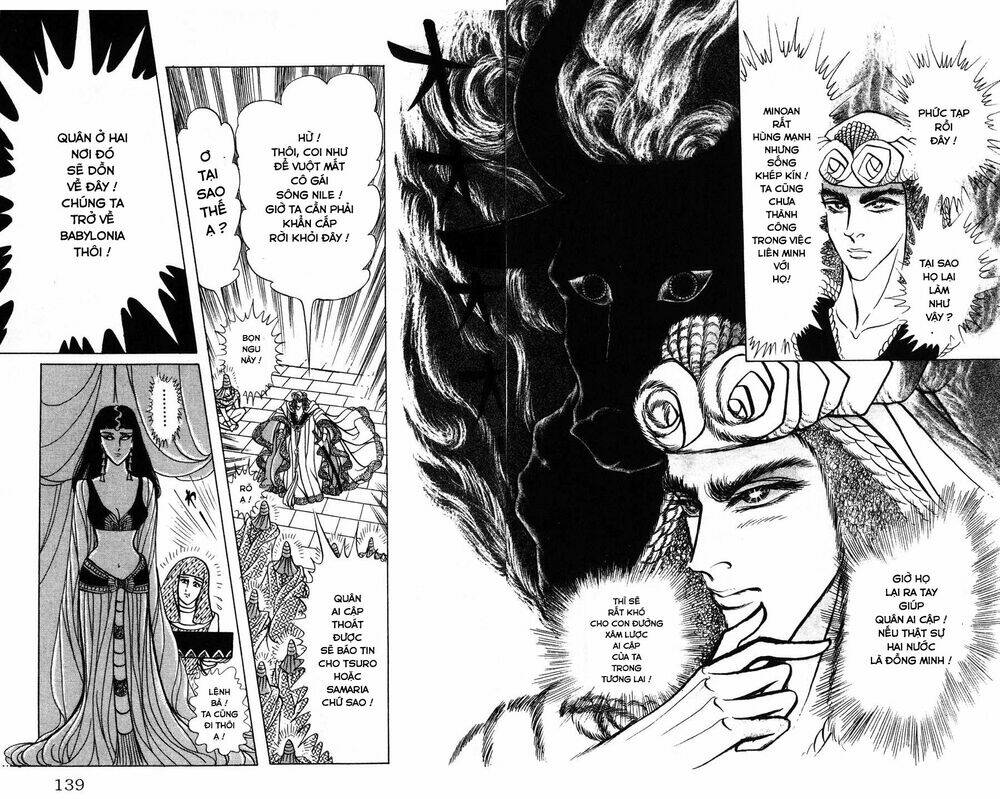 PHỨC TẠP
RỒI
ĐÂY!
TẠI SAO
HỌ LẠI
LÀM
NHƯ
VẬY?
MINOAN
RẤT
HÙNG MẠNH
NHƯNG
SỐNG
KHÉP KÍN!
TA CŨNG
CHƯA
THÀNH
CÔNG
TRONG VIỆC
LIÊN MINH
VỚI
HỌ!
GIỜ HỌ
LẠI RA TAY
GIÚP
QUÂN AI CẬP!
NẾU THẬT SỰ
HAI NƯỚC
LÀ ĐỒNG MINH!
THÌ SẼ
RẤT KHÓ
CHO CON ĐƯỜNG
XÂM LƯỢC
AI CẬP
CỦA TA
TRONG
TƯƠNG LAI!
HỪ!
THÔI, COI NHƯ
ĐỂ VUỘT MẤT
CÔ GÁI
SÔNG NILE!
GIỜ TA CẦN PHẢI
KHẨN CẤP
RỜI KHỎI ĐÂY!
Ơ
TẠI
SAO
THẾ
Ạ?
BỌN
NGU
NÀY!
RÕ
Ạ!
QUÂN
AI CẬP
THOÁT
ĐƯỢC
SẼ BÁO TIN
CHO TSURO
HOẶC
SAMARIA
CHỨ SAO!
QUÂN Ở HAI
NƠI ĐÓ
SẼ DỒN
VỀ ĐÂY!
CHÚNG TA
TRỞ VỀ
BABYLONIA
THÔI!
.........
LỆNH
BÀ!
TA CŨNG
ĐI THÔI
Ạ!
139